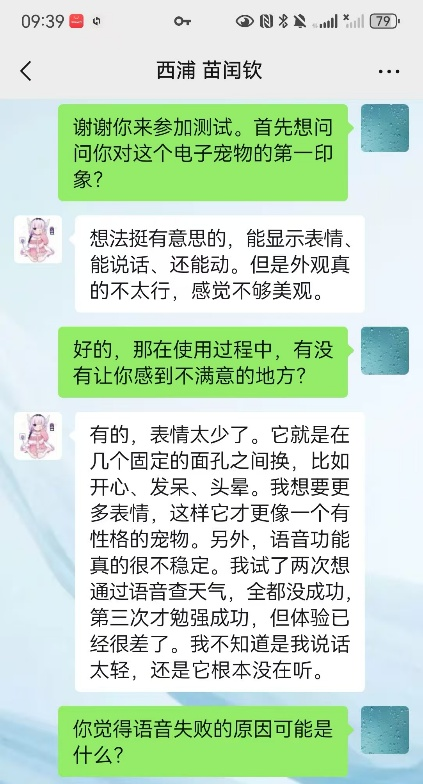 09:39
79
西浦 苗闰钦
谢谢你来参加测试。首先想问
问你对这个电子宠物的第一印
象？
想法挺有意思的，能显示表情、
能说话、还能动。但是外观真
的不太行，感觉不够美观。
好的，那在使用过程中，有没
有让你感到不满意的地方？
有的，表情太少了。它就是在
几个固定的面孔之间换，比如
开心、发呆、头晕。我想要更
多表情，这样它才更像一个有
性格的宠物。另外，语音功能
真的很不稳定。我试了两次想
通过语音查天气，全都没成功，
第三次才勉强成功，但体验已
经很差了。我不知道是我说话
太轻，还是它根本没在听。
你觉得语音失败的原因可能是
什么？